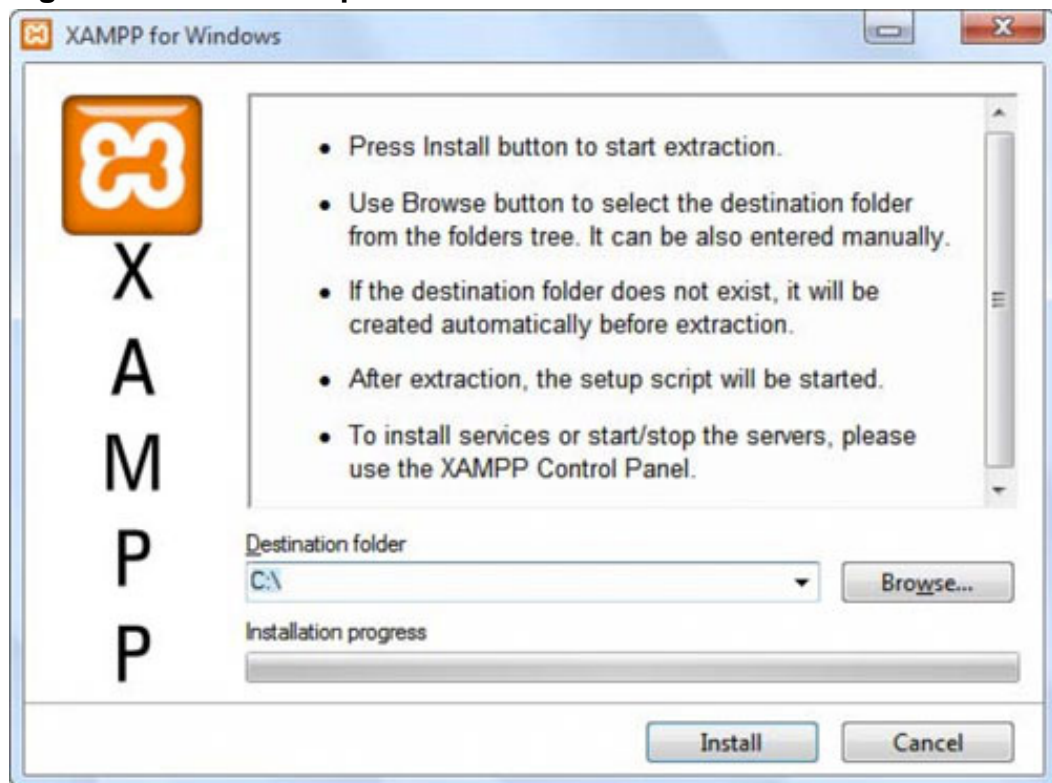 XAMPP for Windows
X
A
M
P
P
• Press Install button to start extraction.
• Use Browse button to select the destination folder
from the folders tree. It can be also entered manually.
• If the destination folder does not exist, it will be
created automatically before extraction.
• After extraction, the setup script will be started.
• To install services or start/stop the servers, please
use the XAMPP Control Panel.
Destination folder
C:\
Browse...
Installation progress
Install
Cancel